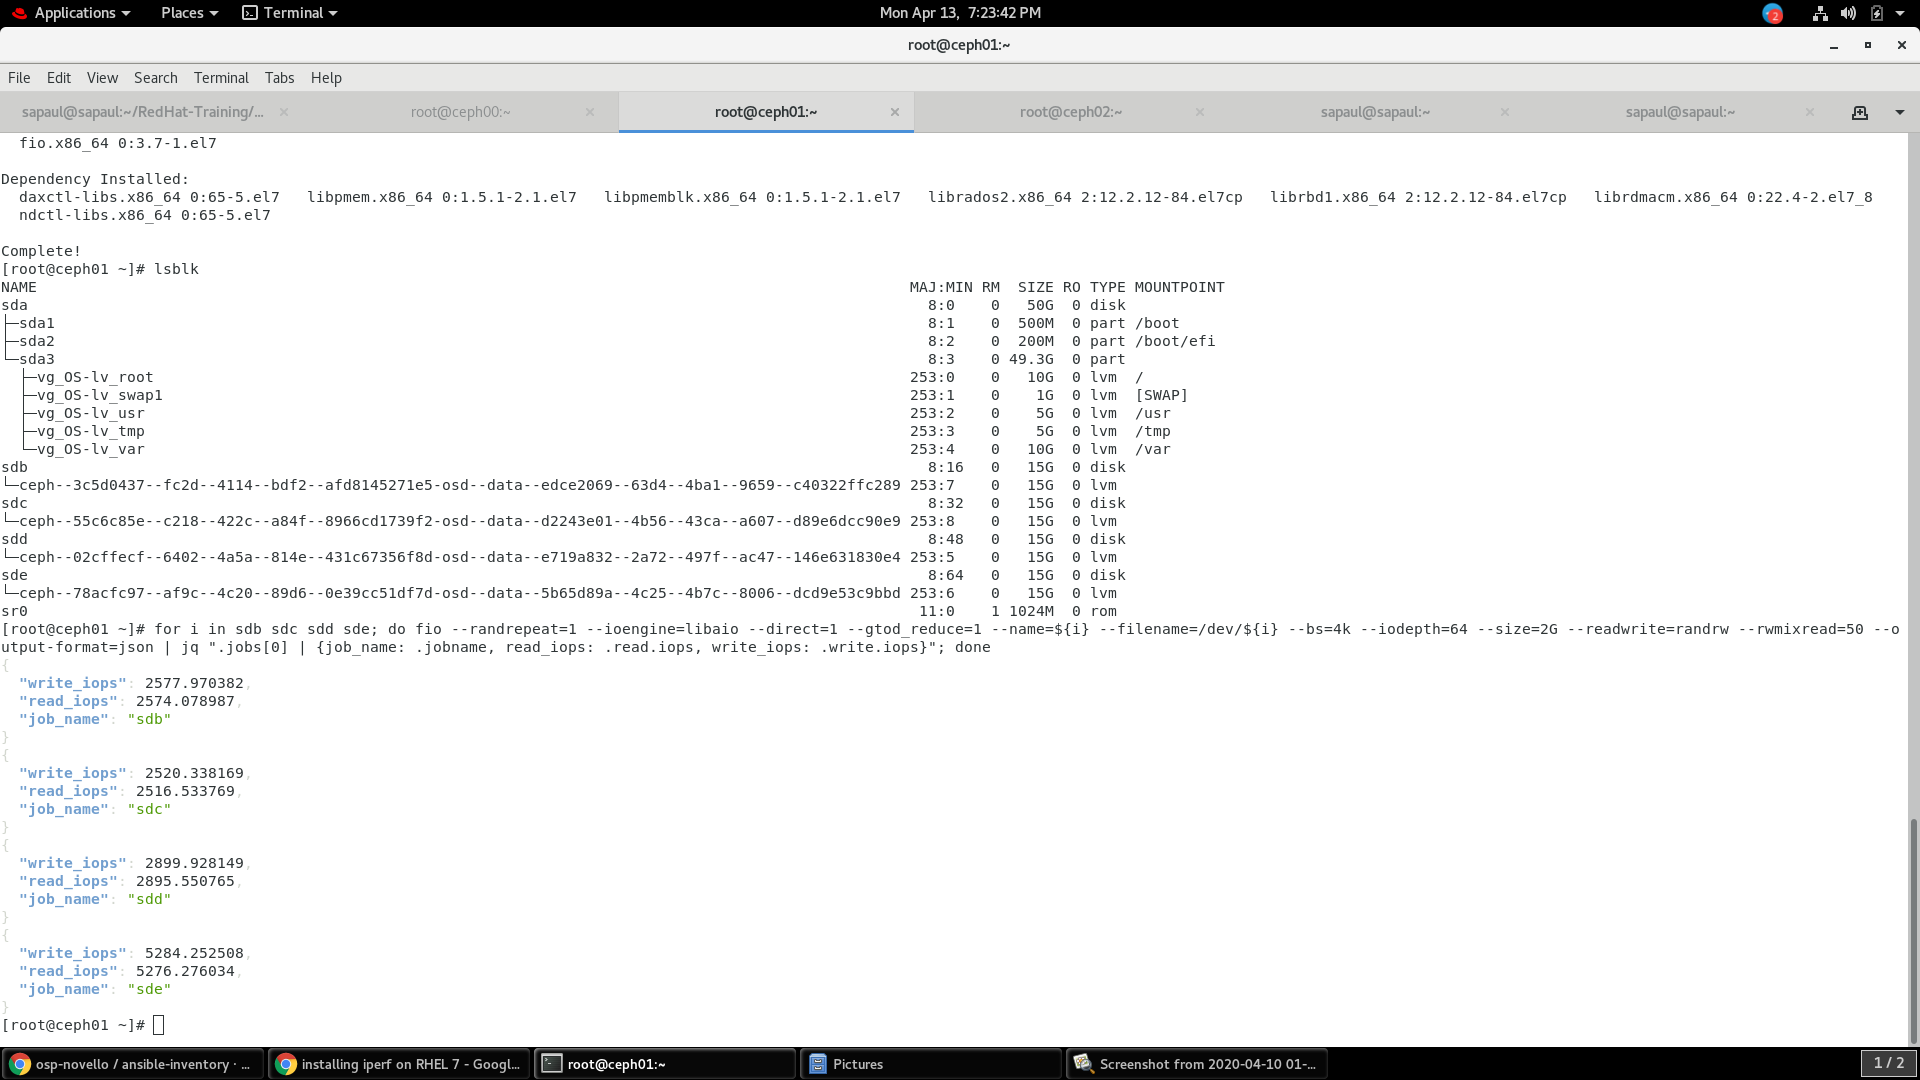 Applications Places Terminal Mon Apr 13, 7:23:42 PM 2
root@ceph01:~
File Edit View Search Terminal Tabs Help
sapaul@sapaul:~/RedHat-Training/... root@ceph00:~ root@ceph01:~ root@ceph02:~ sapaul@sapaul:~ sapaul@sapaul:~
fio.x86_64 0:3.7-1.el7
Dependency Installed:
daxctl-libs.x86_64 0:65-5.el7 libpmem.x86_64 0:1.5.1-2.1.el7 libpmemblk.x86_64 0:1.5.1-2.1.el7 librados2.x86_64 2:12.2.12-84.el7cp librbd1.x86_64 2:12.2.12-84.el7cp librdmacm.x86_64 0:22.4-2.el7_8
ndctl-libs.x86_64 0:65-5.el7
Complete!
[root@ceph01 ~]# lsblk
NAME MAJ:MIN RM SIZE RO TYPE MOUNTPOINT
sda 8:0 0 50G 0 disk
├─sda1 8:1 0 500M 0 part /boot
├─sda2 8:2 0 200M 0 part /boot/efi
└─sda3 8:3 0 49.3G 0 part
├─vg_OS-lv_root 253:0 0 10G 0 lvm /
├─vg_OS-lv_swap1 253:1 0 1G 0 lvm [SWAP]
├─vg_OS-lv_usr 253:2 0 5G 0 lvm /usr
├─vg_OS-lv_tmp 253:3 0 5G 0 lvm /tmp
└─vg_OS-lv_var 253:4 0 10G 0 lvm /var
sdb 8:16 0 15G 0 disk
└─ceph--3c5d0437--fc2d--4114--bdf2--afd8145271e5-osd--data--edce2069--63d4--4ba1--9659--c40322ffc289 253:7 0 15G 0 lvm
sdc 8:32 0 15G 0 disk
└─ceph--55c6c85e--c218--422c--a84f--8966cd1739f2-osd--data--d2243e01--4b56--43ca--a607--d89e6dcc90e9 253:8 0 15G 0 lvm
sdd 8:48 0 15G 0 disk
└─ceph--02cffecf--6402--4a5a--814e--431c67356f8d-osd--data--e719a832--2a72--497f--ac47--146e631830e4 253:5 0 15G 0 lvm
sde 8:64 0 15G 0 disk
└─ceph--78acfc97--af9c--4c20--89d6--0e39cc51df7d-osd--data--5b65d89a--4c25--4b7c--8006--dcd9e53c9bbd 253:6 0 15G 0 lvm
sr0 11:0 1 1024M 0 rom
[root@ceph01 ~]# for i in sdb sdc sdd sde; do fio --randrepeat=1 --ioengine=libaio --direct=1 --gtod_reduce=1 --name=${i} --filename=/dev/${i} --bs=4k --iodepth=64 --size=2G --readwrite=randrw --rwmixread=50 --o
utput-format=json | jq ".jobs[0] | {job_name: .jobname, read_iops: .read.iops, write_iops: .write.iops}"; done
{
"write_iops": 2577.970382,
"read_iops": 2574.078987,
"job_name": "sdb"
}
{
"write_iops": 2520.338169,
"read_iops": 2516.533769,
"job_name": "sdc"
}
{
"write_iops": 2899.928149,
"read_iops": 2895.550765,
"job_name": "sdd"
}
{
"write_iops": 5284.252508,
"read_iops": 5276.276034,
"job_name": "sde"
}
[root@ceph01 ~]#
osp-novello / ansible-inventory · ... installing iperf on RHEL 7 - Googl... root@ceph01:~ Pictures Screenshot from 2020-04-10 01-... 1 / 2